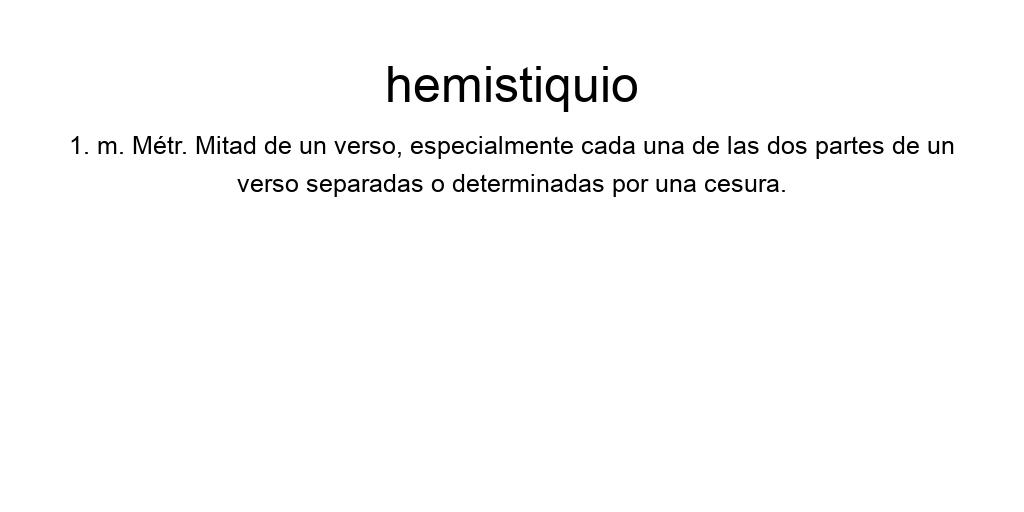 hemistiquio
1. m. Métr. Mitad de un verso, especialmente cada una de las dos partes de un
verso separadas o determinadas por una cesura.